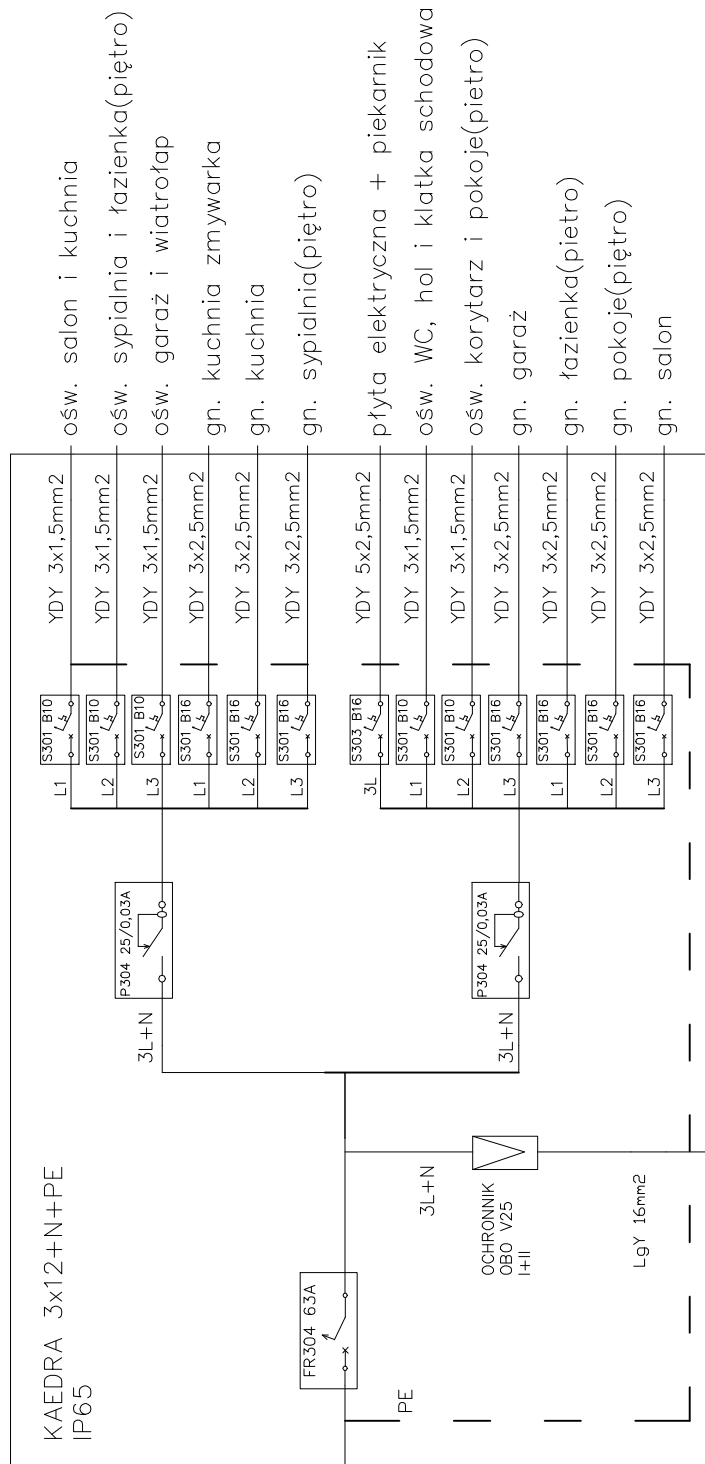 KAEDRA 3x12+N+PE
IP65
FR304 63A
PE
3L+N
OCHRONNIK
OBO V25
I+II
LgY 16mm2
3L+N
P304 25/0,03A
3L+N
P304 25/0,03A
L1
S301 B10
YDY 3x1,5mm2
ośw. salon i kuchnia
L2
S301 B10
YDY 3x1,5mm2
ośw. sypialnia i łazienka(piętro)
L3
S301 B10
YDY 3x1,5mm2
ośw. garaż i wiatrołap
L1
S301 B16
YDY 3x2,5mm2
gn. kuchnia zmywarka
L2
S301 B16
YDY 3x2,5mm2
gn. kuchnia
L3
S301 B16
YDY 3x2,5mm2
gn. sypialnia(piętro)
3L
S303 B16
YDY 5x2,5mm2
płyta elektryczna + piekarnik
L1
S301 B10
YDY 3x1,5mm2
ośw. WC, hol i klatka schodowa
L2
S301 B10
YDY 3x1,5mm2
ośw. korytarz i pokoje(pietro)
L3
S301 B16
YDY 3x2,5mm2
gn. garaż
L1
S301 B16
YDY 3x2,5mm2
gn. łazienka(pietro)
L2
S301 B16
YDY 3x2,5mm2
gn. pokoje(piętro)
L3
S301 B16
YDY 3x2,5mm2
gn. salon